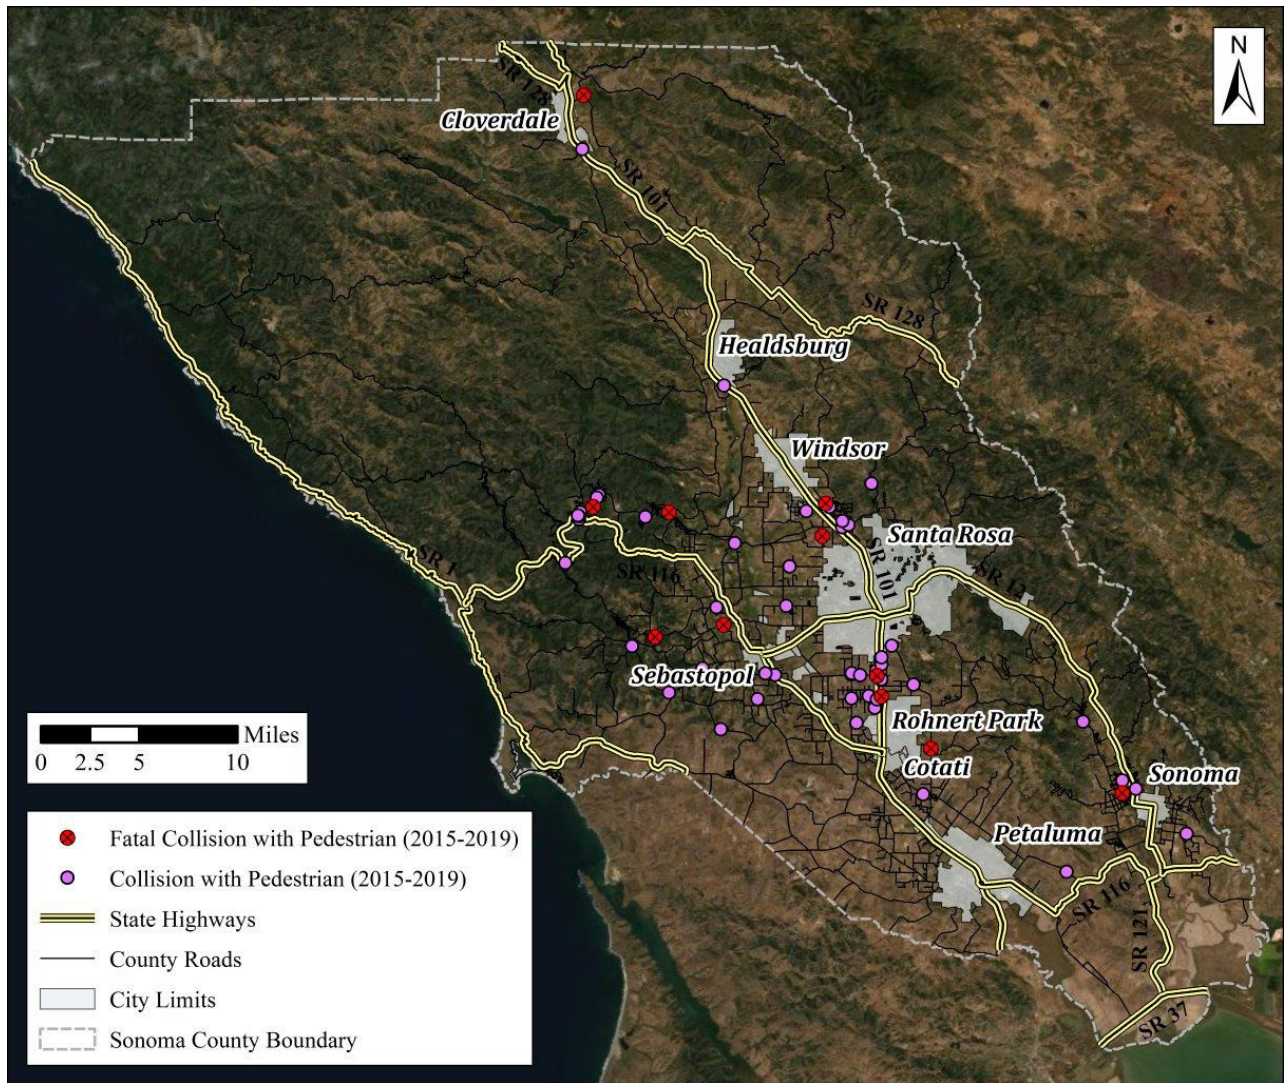 N
SR 128
Cloverdale
SR 101
SR 128
Healdsburg
Windsor
Santa Rosa
SR 101
SR 12
SR 1
SR 116
Sebastopol
Rohnert Park
Cotati
Sonoma
Petaluma
SR 116
SR 121
SR 37
Miles
0 2.5 5 10
Fatal Collision with Pedestrian (2015-2019)
Collision with Pedestrian (2015-2019)
State Highways
County Roads
City Limits
Sonoma County Boundary